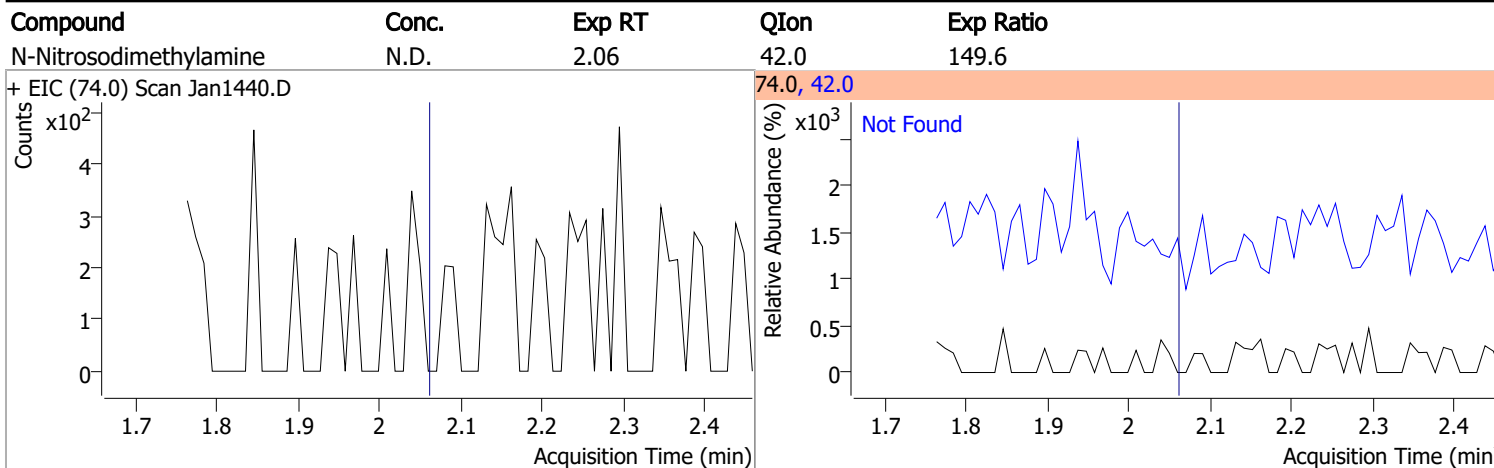 Compound Conc. Exp RT QIon Exp Ratio
N-Nitrosodimethylamine N.D. 2.06 42.0 149.6
+ EIC (74.0) Scan Jan1440.D
Counts
x10²
4
3
2
1
0
1.7 1.8 1.9 2 2.1 2.2 2.3 2.4
Acquisition Time (min)
74.0, 42.0
Relative Abundance (%)
x10³
Not Found
2
1.5
1
0.5
0
1.7 1.8 1.9 2 2.1 2.2 2.3 2.4
Acquisition Time (min